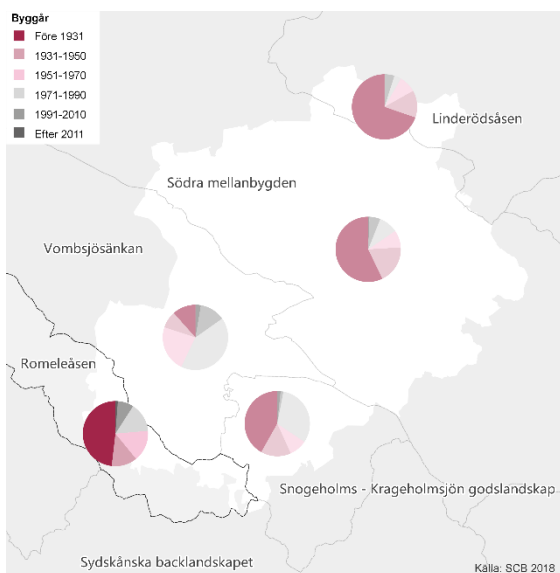 Byggår
Före 1931
1931-1950
1951-1970
1971-1990
1991-2010
Efter 2011
Linderödsåsen
Södra mellanbygden
Vombsjösänkan
Romeleåsen
Snogeholms - Krageholmsjön godslandskap
Sydskånska backlandskapet
Källa: SCB 2018